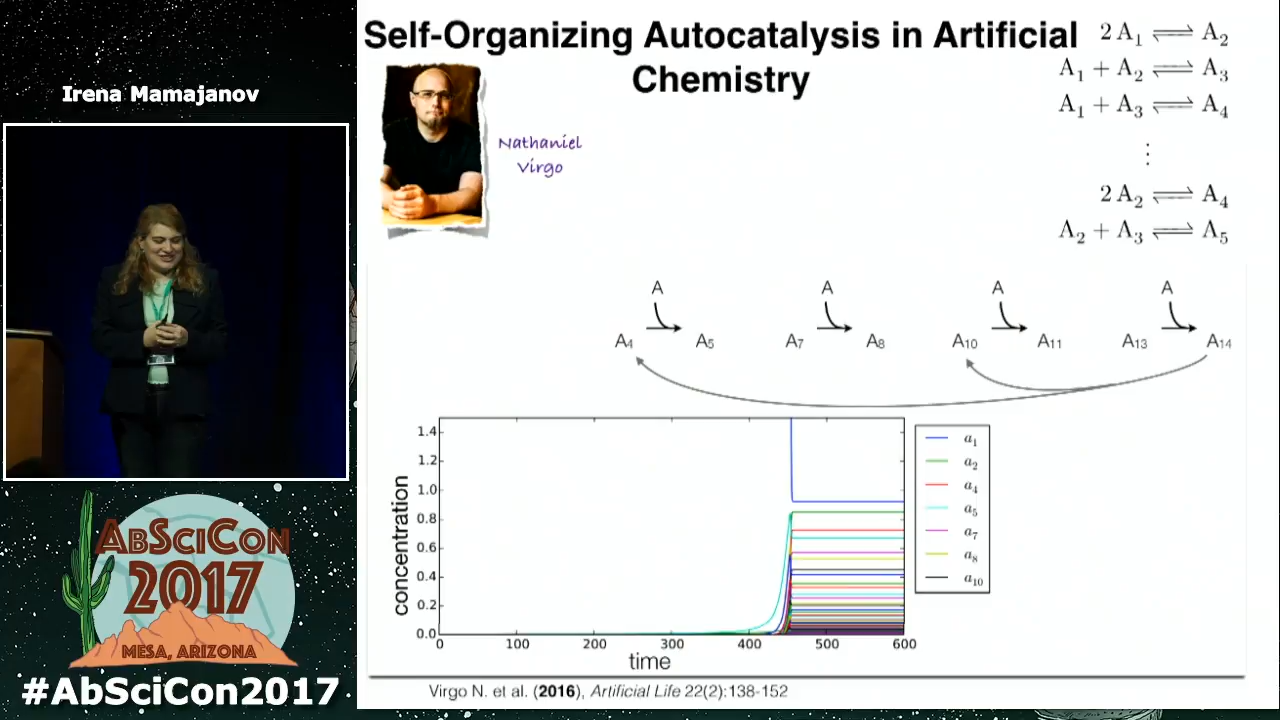 Irena Mamajanov
ABSCICON
2017
MESA, ARIZONA
#AbSciCon2017
Self-Organizing Autocatalysis in Artificial
Chemistry
Nathaniel
Virgo
2 A₁ ⇌ A₂
A₁ + A₂ ⇌ A₃
A₁ + A₃ ⇌ A₄
⋮
2 A₂ ⇌ A₄
A₂ + A₃ ⇌ A₅
A A A A
A₄ A₅ A₇ A₈ A₁₀ A₁₁ A₁₃ A₁₄
concentration
1.4
1.2
1.0
0.8
0.6
0.4
0.2
0.0
0 100 200 300 400 500 600
time
a₁
a₂
a₄
a₅
a₇
a₈
a₁₀
Virgo N. et al. (2016), Artificial Life 22(2):138-152